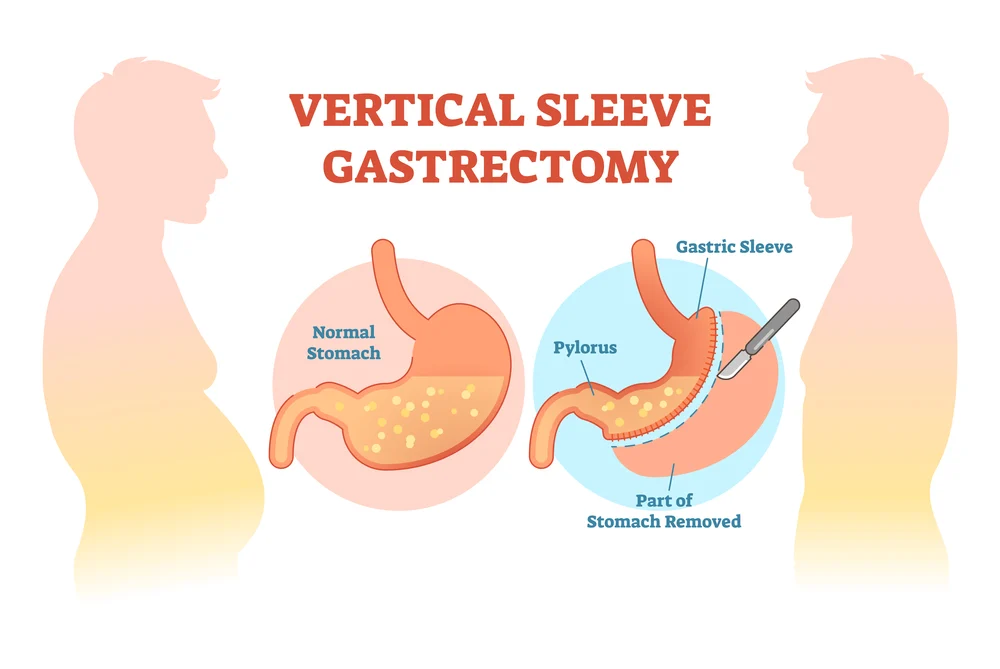 VERTICAL SLEEVE
GASTRECTOMY
Normal
Stomach
Gastric Sleeve
Pylorus
Part of
Stomach Removed